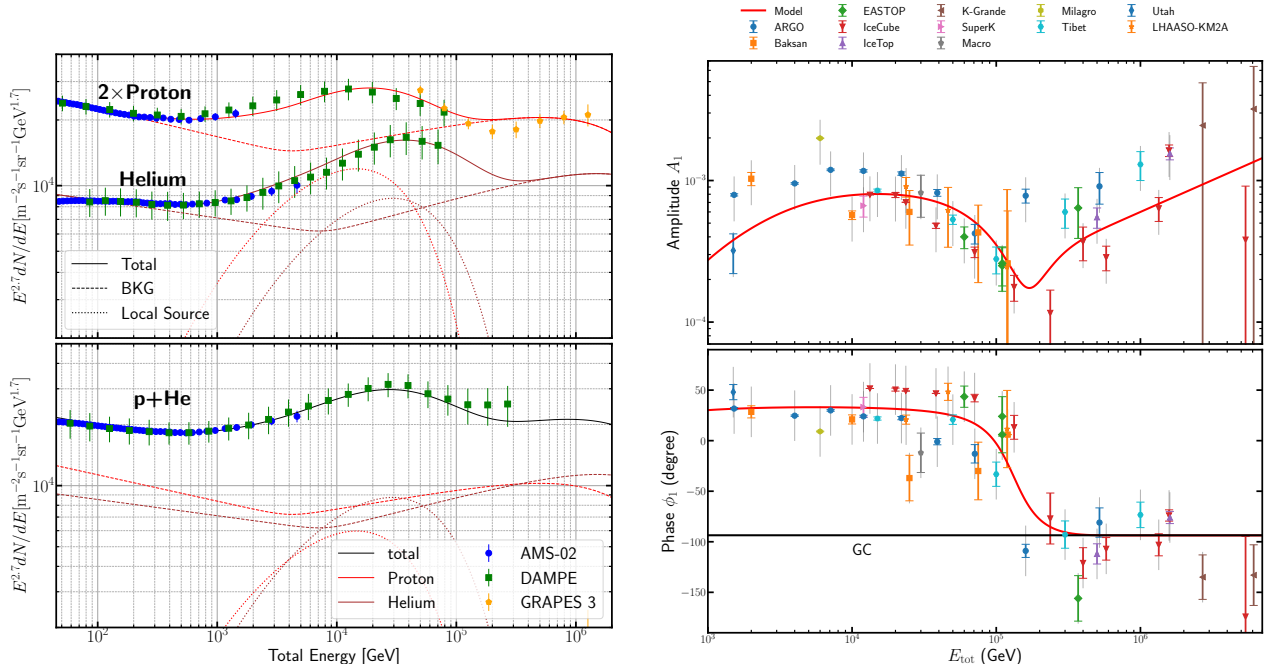 2×Proton
Helium
Total
BKG
Local Source
10^4
E^2.7 dN/dE[m^−2 s^−1 sr^−1 GeV^1.7]
p+He
total
Proton
Helium
AMS-02
DAMPE
GRAPES 3
10^4
E^2.7 dN/dE[m^−2 s^−1 sr^−1 GeV^1.7]
10^2 10^3 10^4 10^5 10^6
Total Energy [GeV]
Model
ARGO
Baksan
EASTOP
IceCube
IceTop
K-Grande
SuperK
Macro
Milagro
Tibet
Utah
LHAASO-KM2A
10^−3
10^−4
Amplitude A_1
50
0
−50
−100
−150
Phase ϕ_1 (degree)
GC
10^3 10^4 10^5 10^6
E_tot (GeV)